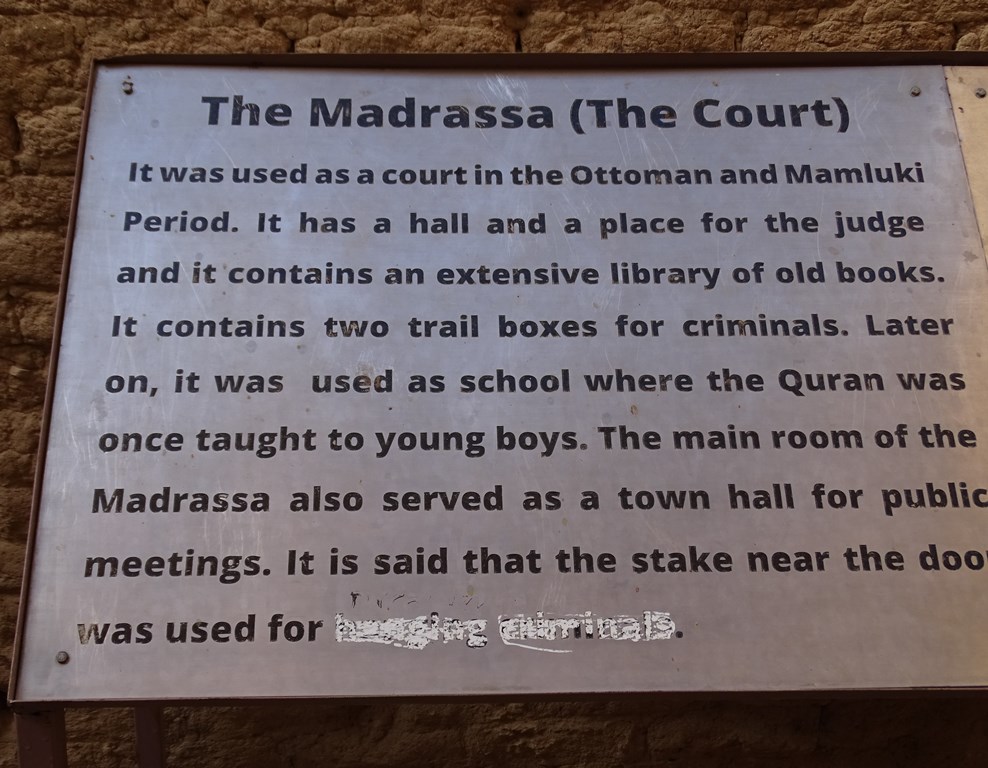 The Madrassa (The Court)
It was used as a court in the Ottoman and Mamluki
Period. It has a hall and a place for the judge
and it contains an extensive library of old books.
It contains two trail boxes for criminals. Later
on, it was used as school where the Quran was
once taught to young boys. The main room of the
Madrassa also served as a town hall for public
meetings. It is said that the stake near the doo
was used for